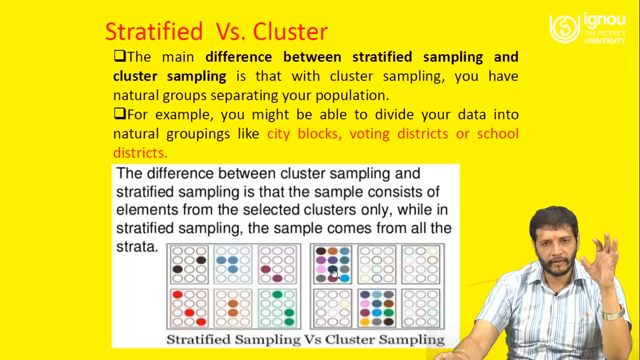 Stratified Vs. Cluster
ignou
THE PEOPLE'S
UNIVERSITY
❑The main difference between stratified sampling and
cluster sampling is that with cluster sampling, you have
natural groups separating your population.
❑For example, you might be able to divide your data into
natural groupings like city blocks, voting districts or school
districts.
The difference between cluster sampling and
stratified sampling is that the sample consists of
elements from the selected clusters only, while in
stratified sampling, the sample comes from all the
strata.
Stratified Sampling Vs Cluster Sampling